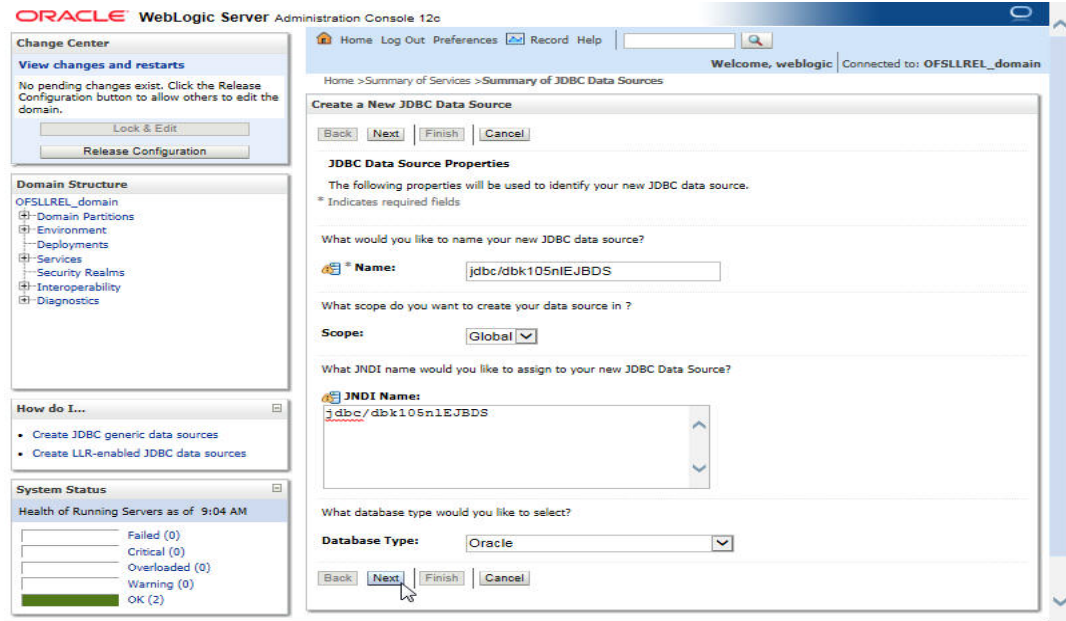 ORACLE WebLogic Server Administration Console 12c
Change Center
View changes and restarts
No pending changes exist. Click the Release
Configuration button to allow others to edit the
domain.
Lock & Edit
Release Configuration
Domain Structure
OFSLLREL_domain
Domain Partitions
Environment
Deployments
Services
Security Realms
Interoperability
Diagnostics
How do I...
Create JDBC generic data sources
Create LLR-enabled JDBC data sources
System Status
Health of Running Servers as of 9:04 AM
Failed (0)
Critical (0)
Overloaded (0)
Warning (0)
OK (2)
Home Log Out Preferences Record Help
Welcome, weblogic Connected to: OFSLLREL_domain
Home >Summary of Services >Summary of JDBC Data Sources
Create a New JDBC Data Source
Back Next Finish Cancel
JDBC Data Source Properties
The following properties will be used to identify your new JDBC data source.
* Indicates required fields
What would you like to name your new JDBC data source?
* Name: jdbc/dbk105nlEJBDS
What scope do you want to create your data source in ?
Scope: Global
What JNDI name would you like to assign to your new JDBC Data Source?
JNDI Name:
jdbc/dbk105nlEJBDS
What database type would you like to select?
Database Type: Oracle
Back Next Finish Cancel